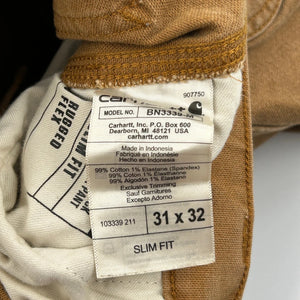 907750
carhartt
MODEL NO. BN3339-M
Carhartt, Inc. P.O. Box 600
Dearborn, MI 48121 USA
carhartt.com
Made in Indonesia
Fabriqué en Indonésie
Hecho en Indonesia
99% Cotton 1% Elastane (Spandex)
99% Coton 1% Élasthanne
99% Algodon 1% Elastano
Exclusive Trimming
Sauf Garnitures
Excepto Adorno
103339 211
31 x 32
SLIM FIT
RUGGED
FLEX
SLIM FIT